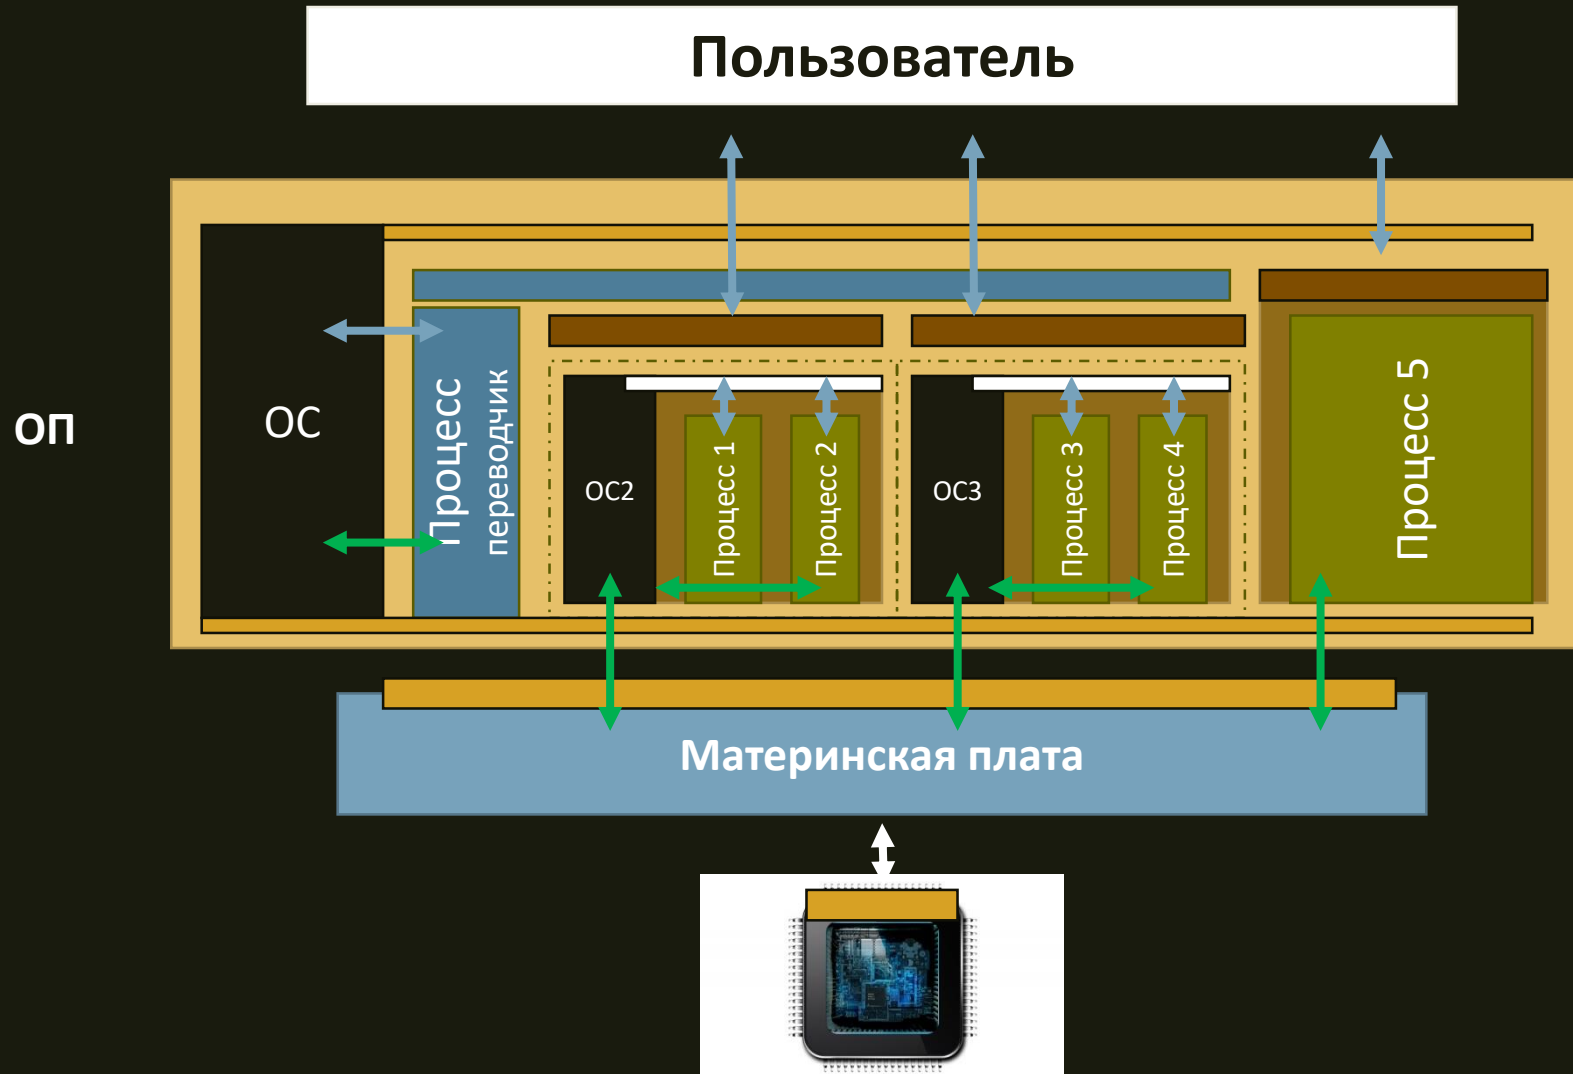 Пользователь
ОП
ОС
Процесс
переводчик
ОС2
Процесс 1
Процесс 2
ОС3
Процесс 3
Процесс 4
Процесс 5
Материнская плата